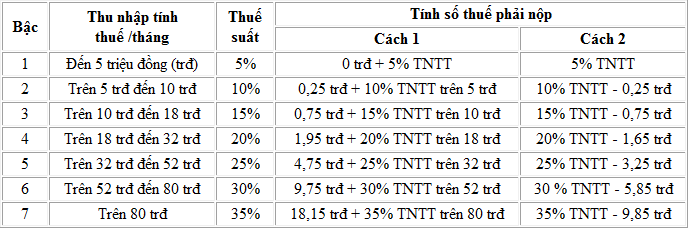 Bậc Thu nhập tính thuế /tháng Thuế suất Tính số thuế phải nộp
Cách 1 Cách 2
1 Đến 5 triệu đồng (trđ) 5% 0 trđ + 5% TNTT 5% TNTT
2 Trên 5 trđ đến 10 trđ 10% 0,25 trđ + 10% TNTT trên 5 trđ 10% TNTT - 0,25 trđ
3 Trên 10 trđ đến 18 trđ 15% 0,75 trđ + 15% TNTT trên 10 trđ 15% TNTT - 0,75 trđ
4 Trên 18 trđ đến 32 trđ 20% 1,95 trđ + 20% TNTT trên 18 trđ 20% TNTT - 1,65 trđ
5 Trên 32 trđ đến 52 trđ 25% 4,75 trđ + 25% TNTT trên 32 trđ 25% TNTT - 3,25 trđ
6 Trên 52 trđ đến 80 trđ 30% 9,75 trđ + 30% TNTT trên 52 trđ 30 % TNTT - 5,85 trđ
7 Trên 80 trđ 35% 18,15 trđ + 35% TNTT trên 80 trđ 35% TNTT - 9,85 trđ